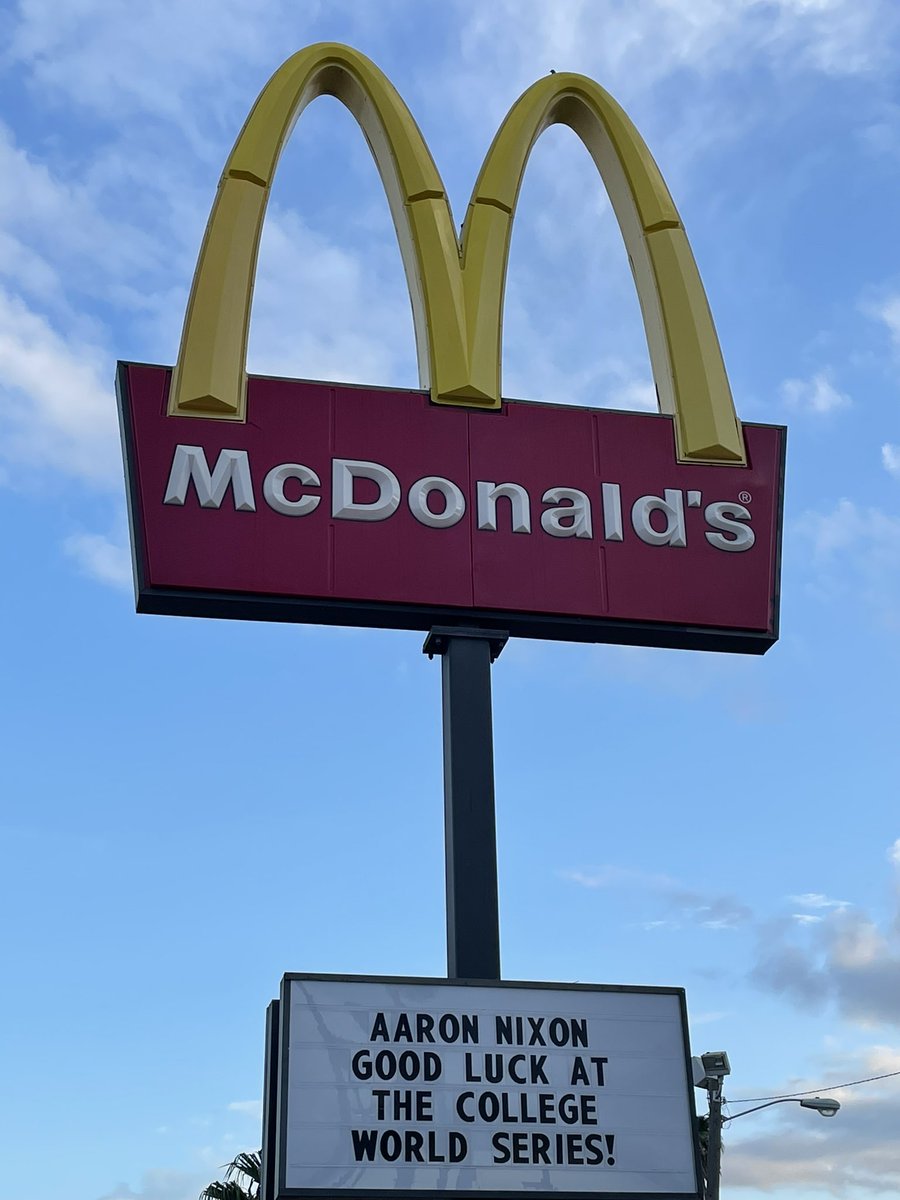 McDonald's®
AARON NIXON
GOOD LUCK AT
THE COLLEGE
WORLD SERIES!